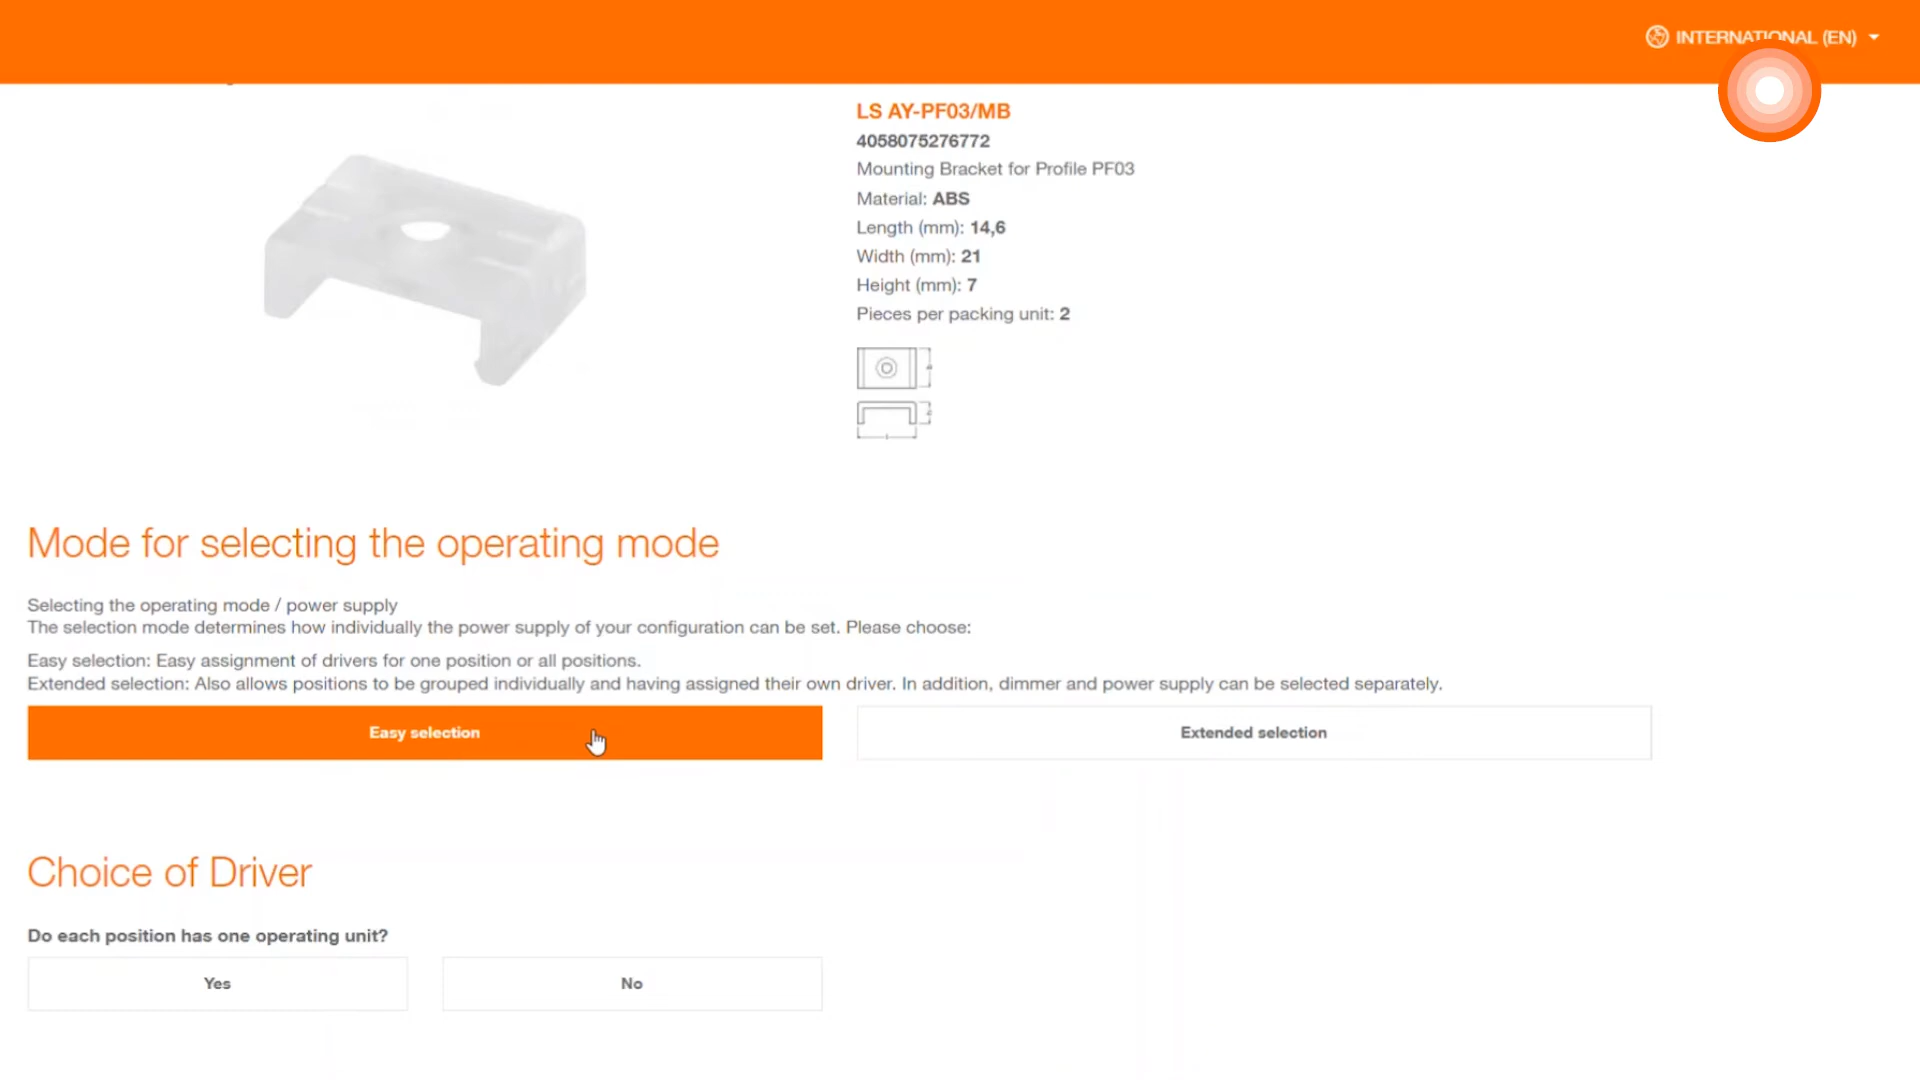 INTERNATIONAL (EN)
LS AY-PF03/MB
4058075276772
Mounting Bracket for Profile PF03
Material: ABS
Length (mm): 14,6
Width (mm): 21
Height (mm): 7
Pieces per packing unit: 2
Mode for selecting the operating mode
Selecting the operating mode / power supply
The selection mode determines how individually the power supply of your configuration can be set. Please choose:
Easy selection: Easy assignment of drivers for one position or all positions.
Extended selection: Also allows positions to be grouped individually and having assigned their own driver. In addition, dimmer and power supply can be selected separately.
Easy selection
Extended selection
Choice of Driver
Do each position has one operating unit?
Yes
No